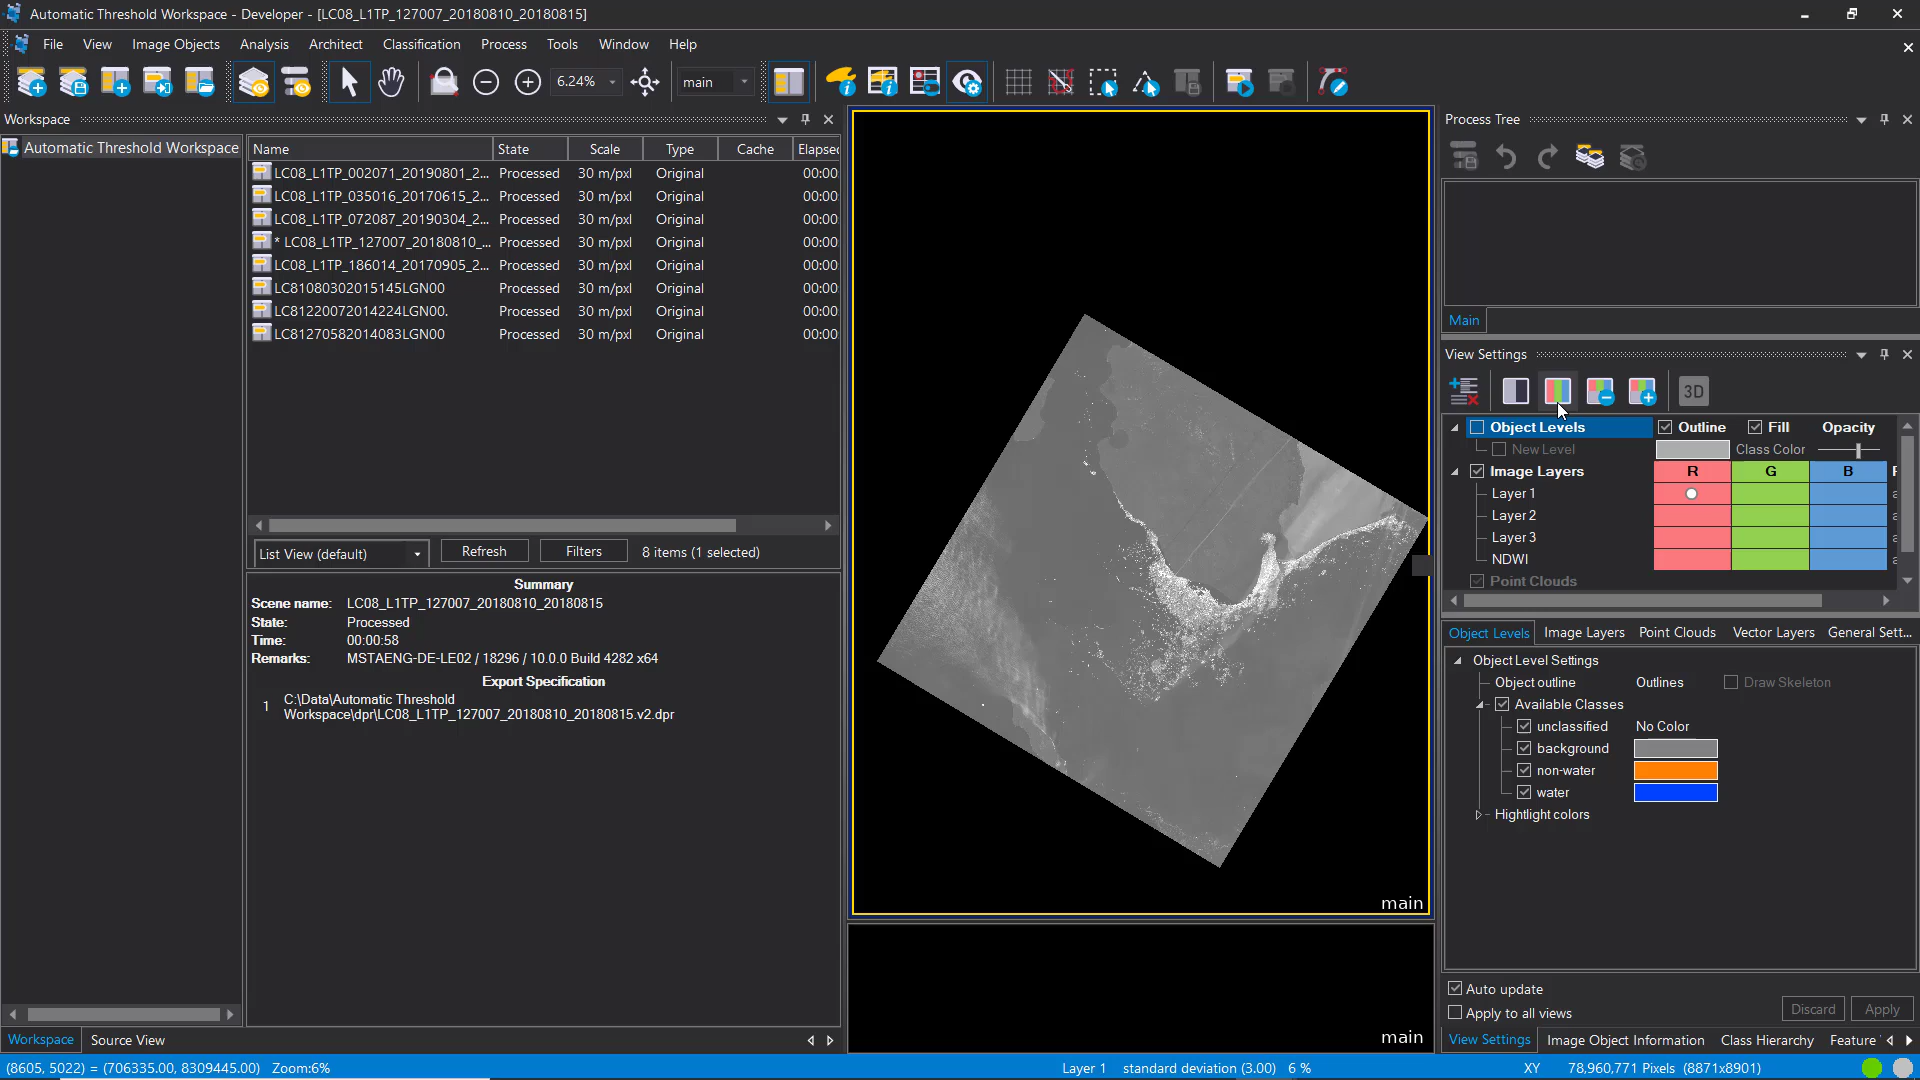 Automatic Threshold Workspace - Developer - [LC08_L1TP_127007_20180810_20180815]
File View Image Objects Analysis Architect Classification Process Tools Window Help
6.24% main
Workspace
Automatic Threshold Workspace
Name State Scale Type Cache Elapsed
LC08_L1TP_002071_20190801_2... Processed 30 m/pxl Original 00:00
LC08_L1TP_035016_20170615_2... Processed 30 m/pxl Original 00:00
LC08_L1TP_072087_20190304_2... Processed 30 m/pxl Original 00:00
* LC08_L1TP_127007_20180810_... Processed 30 m/pxl Original 00:00
LC08_L1TP_186014_20170905_2... Processed 30 m/pxl Original 00:00
LC81080302015145LGN00 Processed 30 m/pxl Original 00:00
LC81220072014224LGN00. Processed 30 m/pxl Original 00:00
LC81270582014083LGN00 Processed 30 m/pxl Original 00:00
List View (default) Refresh Filters 8 items (1 selected)
Summary
Scene name: LC08_L1TP_127007_20180810_20180815
State: Processed
Time: 00:00:58
Remarks: MSTAENG-DE-LE02 / 18296 / 10.0.0 Build 4282 x64
Export Specification
1 C:\Data\Automatic Threshold
Workspace\dpr\LC08_L1TP_127007_20180810_20180815.v2.dpr
Workspace Source View
main
main
Process Tree
Main
View Settings
3D
Object Levels Outline Fill Opacity
New Level Class Color
Image Layers R G B
Layer 1
Layer 2
Layer 3
NDWI
Point Clouds
Object Levels Image Layers Point Clouds Vector Layers General Sett...
Object Level Settings
Object outline Outlines Draw Skeleton
Available Classes
unclassified No Color
background
non-water
water
Hightlight colors
Auto update
Apply to all views Discard Apply
View Settings Image Object Information Class Hierarchy Feature
(8605, 5022) = (706335.00, 8309445.00) Zoom:6% Layer 1 standard deviation (3.00) 6 % XY 78,960,771 Pixels (8871x8901)